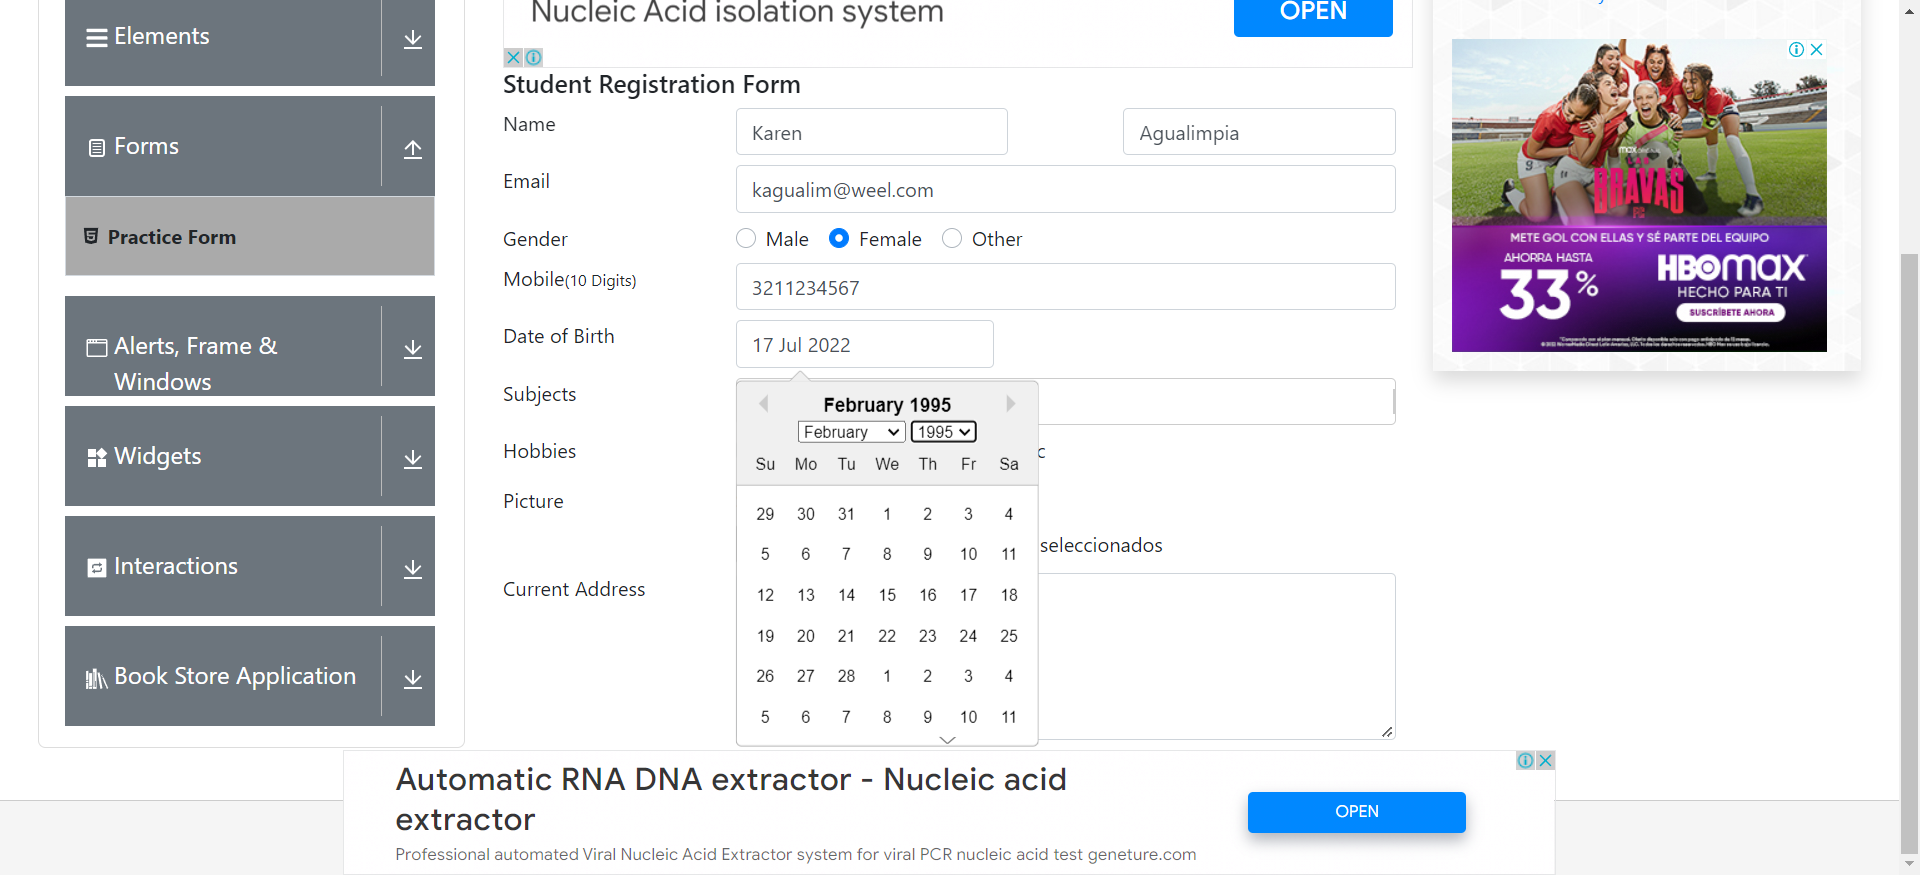 Elements
Forms
Practice Form
Alerts, Frame &
Windows
Widgets
Interactions
Book Store Application
Nucleic Acid isolation system
OPEN
Student Registration Form
Name
Karen
Agualimpia
Email
kagualim@weel.com
Gender
Male
Female
Other
Mobile(10 Digits)
3211234567
Date of Birth
17 Jul 2022
Subjects
February 1995
February
1995
Su Mo Tu We Th Fr Sa
29 30 31 1 2 3 4
5 6 7 8 9 10 11
12 13 14 15 16 17 18
19 20 21 22 23 24 25
26 27 28 1 2 3 4
5 6 7 8 9 10 11
Hobbies
c
Picture
seleccionados
Current Address
max original
LAS
BRAVAS
FC
METE GOL CON ELLAS Y SÉ PARTE DEL EQUIPO
AHORRA HASTA
33%
HBOMAX
HECHO PARA TI
SUSCRÍBETE AHORA
Automatic RNA DNA extractor - Nucleic acid
extractor
Professional automated Viral Nucleic Acid Extractor system for viral PCR nucleic acid test geneture.com
OPEN